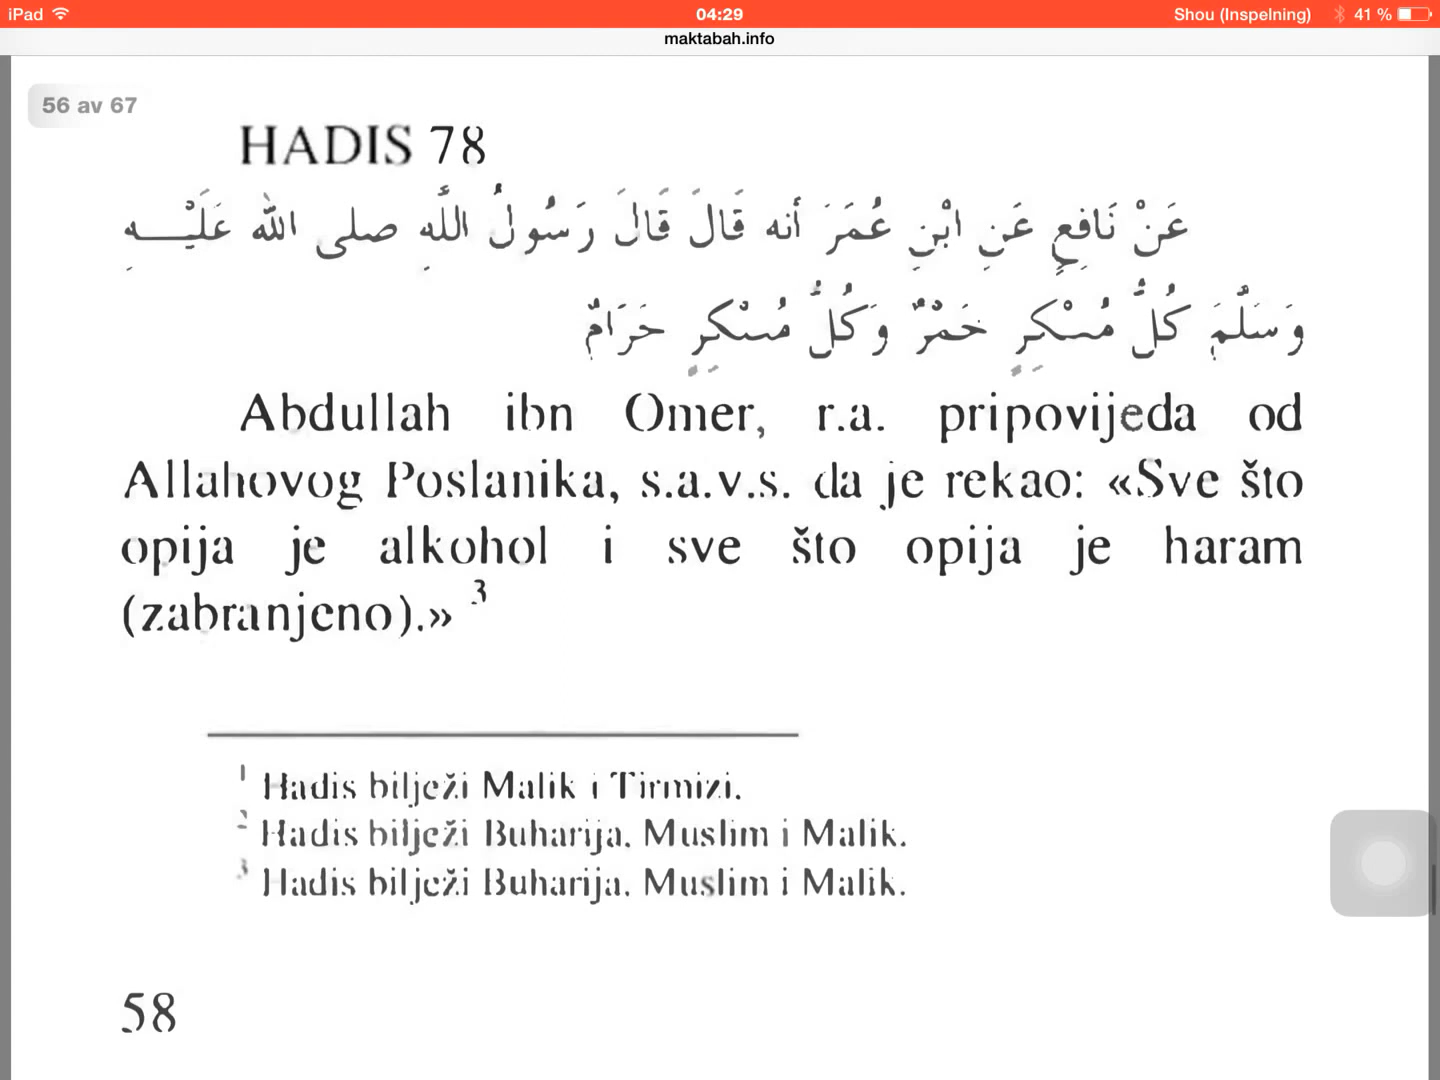 iPad 04:29 Shou (Inspelning) 41 %
maktabah.info
56 av 67
HADIS 78
عَنْ نَافِعٍ عَنِ ابْنِ عُمَرَ أنه قَالَ قَالَ رَسُولُ اللَّهِ صلى الله عَلَيْـــهِ
وَسَلَّمَ كُلُّ مُسْكِرٍ خَمْرٌ وَكُلُّ مُسْكِرٍ حَرَامٌ
Abdullah ibn Omer, r.a. pripovijeda od
Allahovog Poslanika, s.a.v.s. da je rekao: «Sve što
opija je alkohol i sve što opija je haram
(zabranjeno).» 3
1 Hadis bilježi Malik i Tirmizi.
2 Hadis bilježi Buharija, Muslim i Malik.
3 Hadis bilježi Buharija, Muslim i Malik.
58